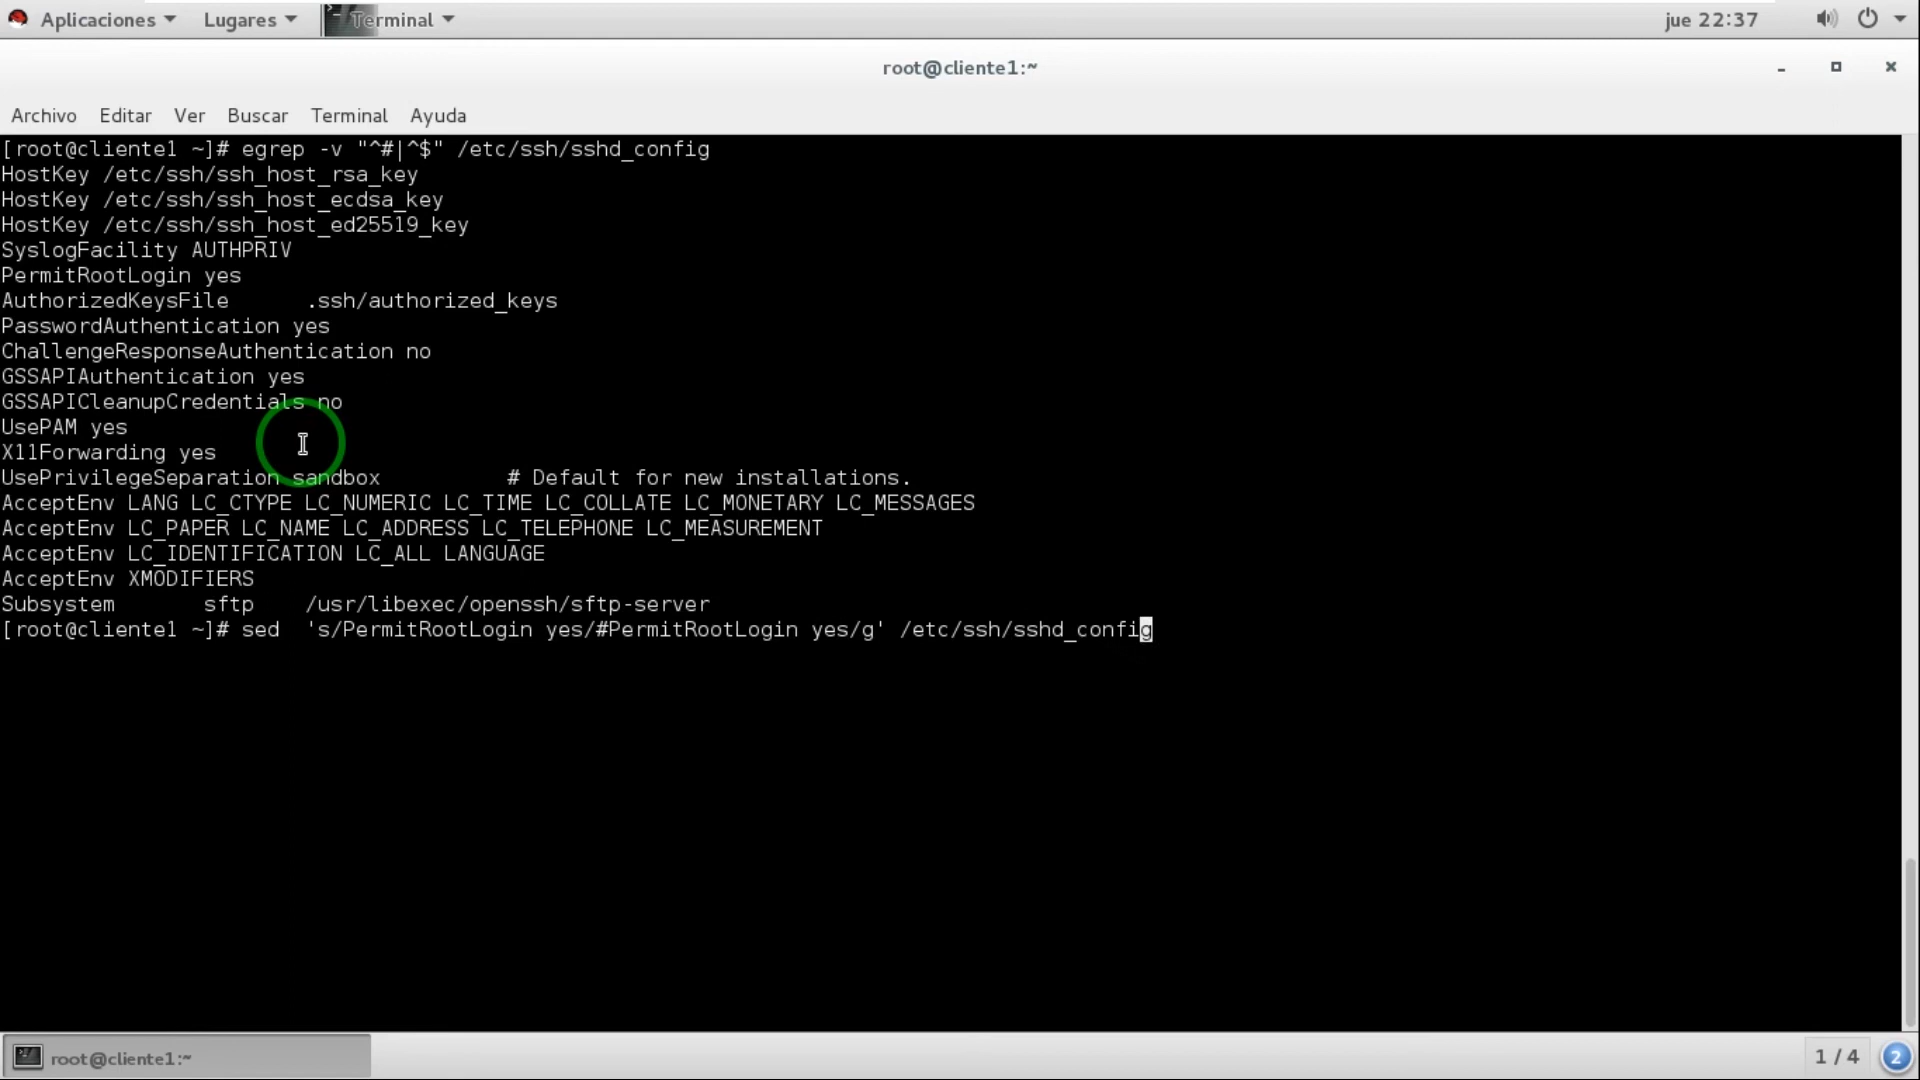 Aplicaciones Lugares Terminal jue 22:37
root@cliente1:~
Archivo Editar Ver Buscar Terminal Ayuda
[root@cliente1 ~]# egrep -v "^#|^$" /etc/ssh/sshd_config
HostKey /etc/ssh/ssh_host_rsa_key
HostKey /etc/ssh/ssh_host_ecdsa_key
HostKey /etc/ssh/ssh_host_ed25519_key
SyslogFacility AUTHPRIV
PermitRootLogin yes
AuthorizedKeysFile      .ssh/authorized_keys
PasswordAuthentication yes
ChallengeResponseAuthentication no
GSSAPIAuthentication yes
GSSAPICleanupCredentials no
UsePAM yes
X11Forwarding yes
UsePrivilegeSeparation sandbox          # Default for new installations.
AcceptEnv LANG LC_CTYPE LC_NUMERIC LC_TIME LC_COLLATE LC_MONETARY LC_MESSAGES
AcceptEnv LC_PAPER LC_NAME LC_ADDRESS LC_TELEPHONE LC_MEASUREMENT
AcceptEnv LC_IDENTIFICATION LC_ALL LANGUAGE
AcceptEnv XMODIFIERS
Subsystem       sftp    /usr/libexec/openssh/sftp-server
[root@cliente1 ~]# sed  's/PermitRootLogin yes/#PermitRootLogin yes/g' /etc/ssh/sshd_config
root@cliente1:~ 1 / 4 2